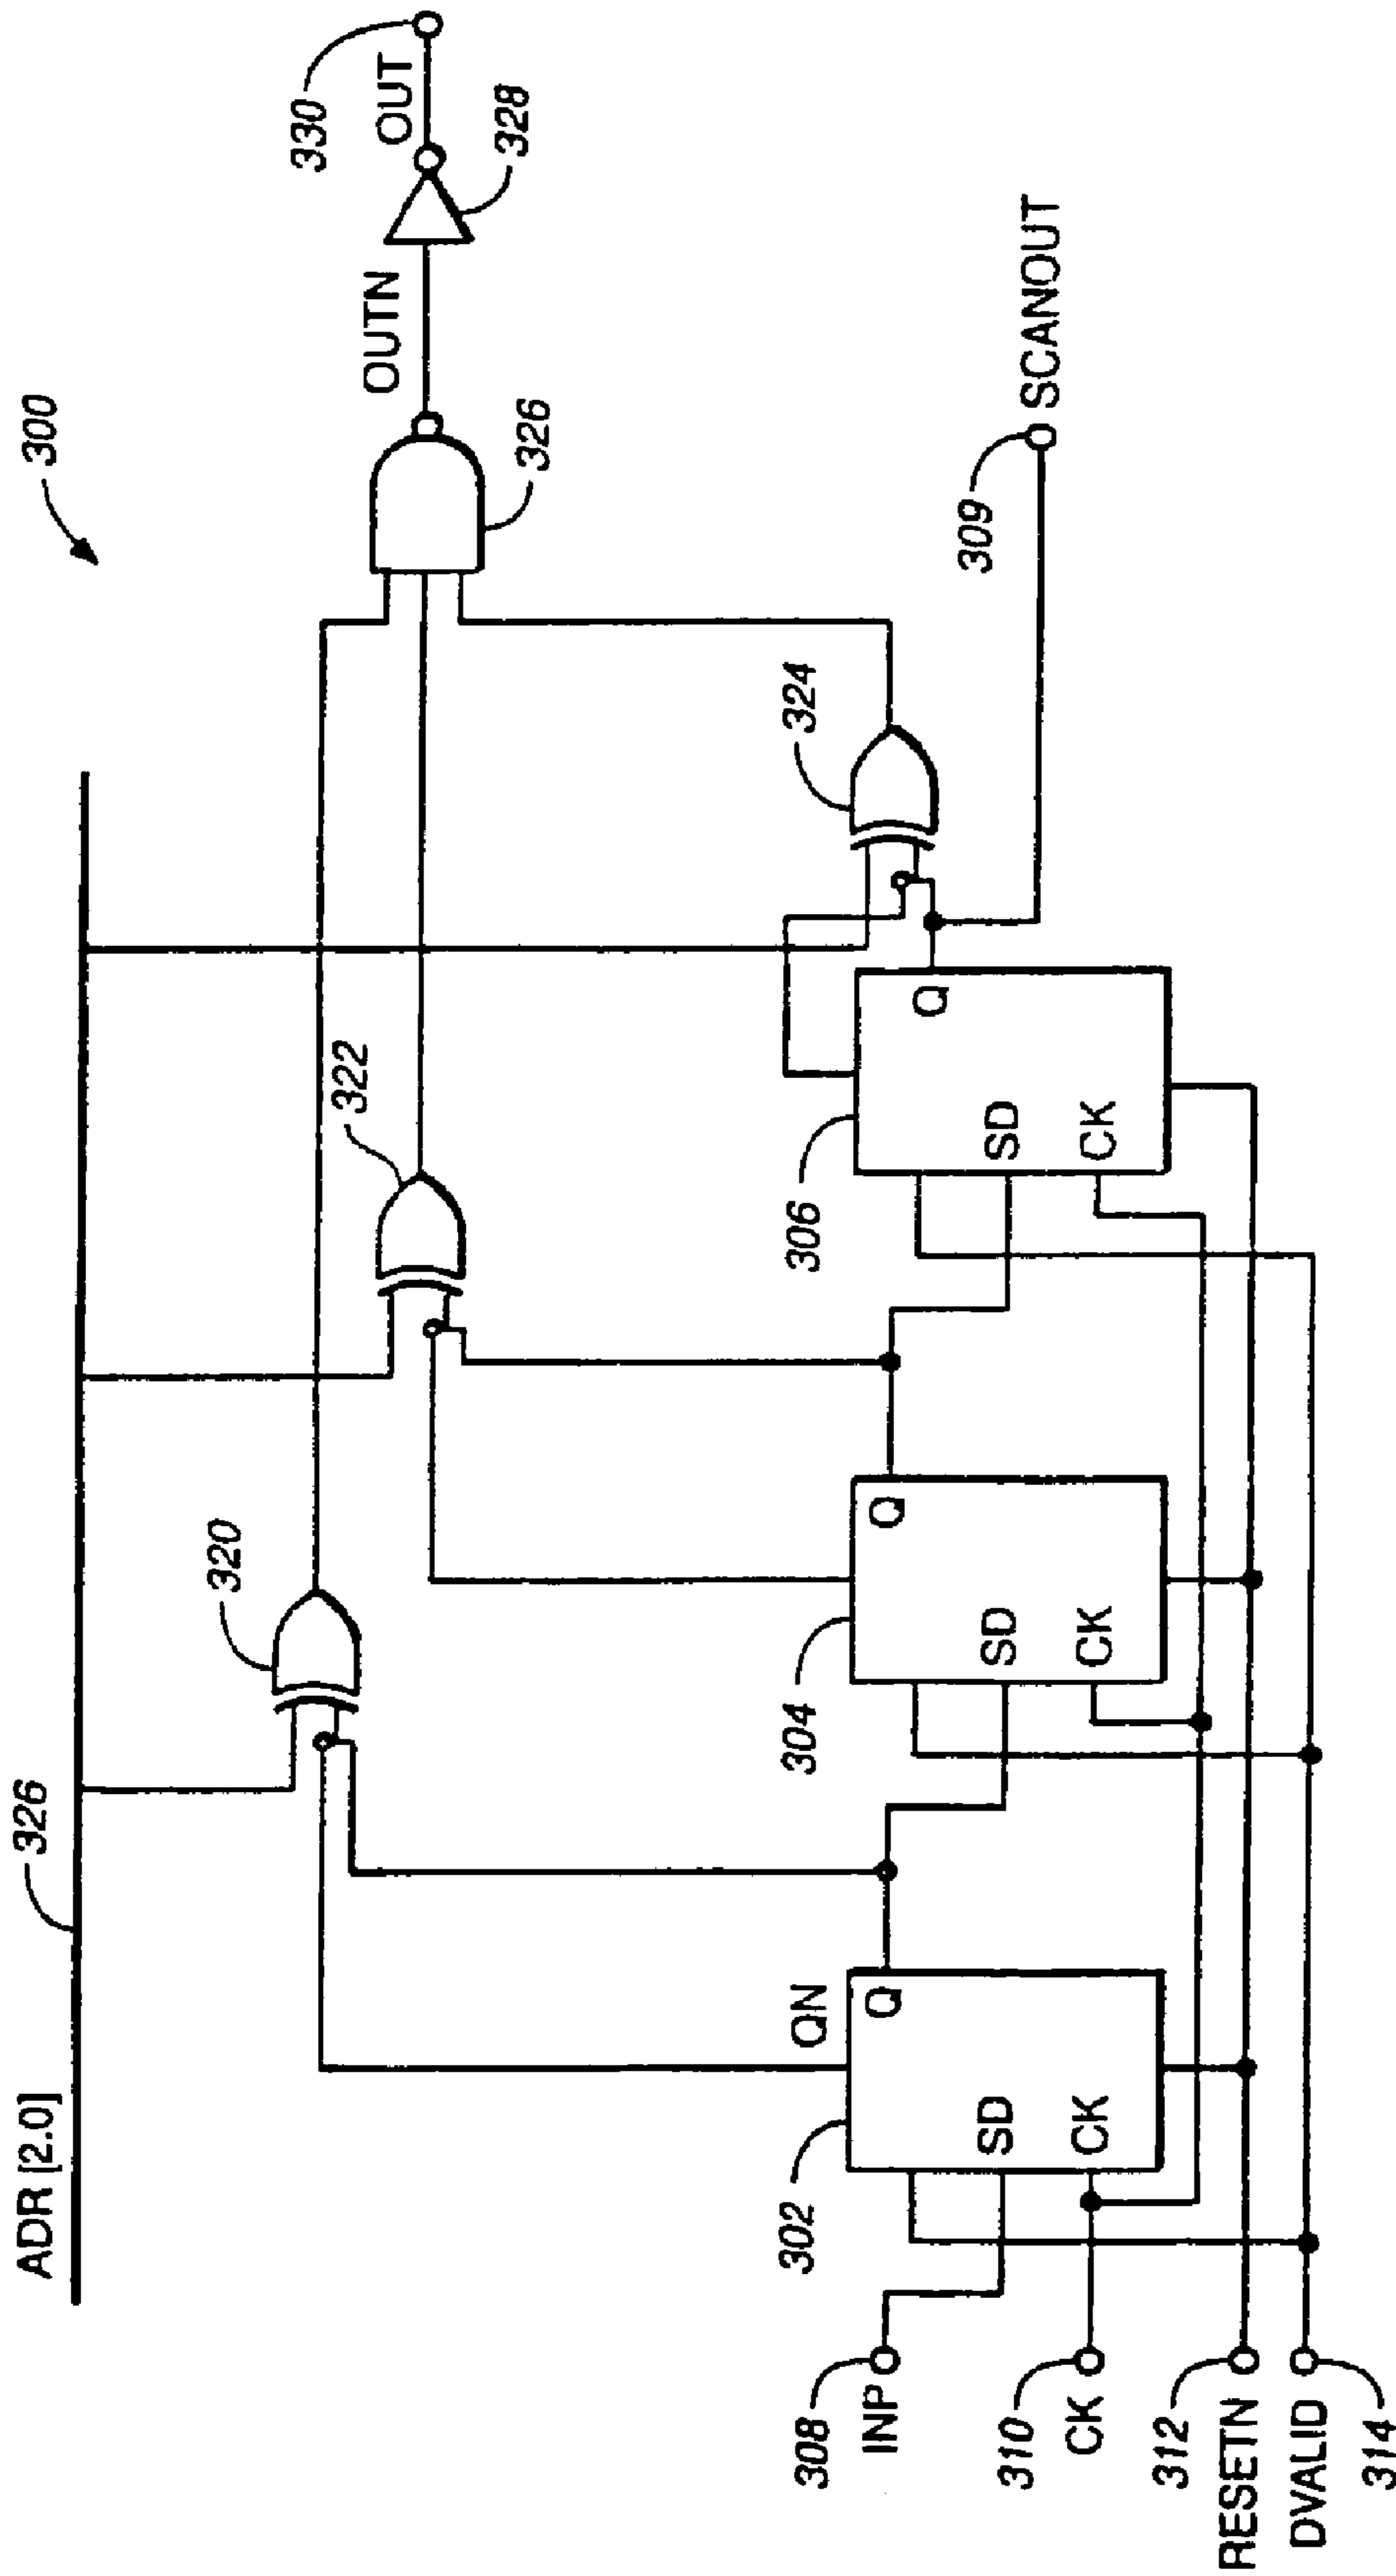 300
ADR [2.0]
326
320
322
324
326
OUTN
328
OUT
330
302
QN
Q
SD
CK
304
Q
SD
CK
306
Q
SD
CK
309
SCANOUT
308
INP
310
CK
312
RESETN
DVALID
314